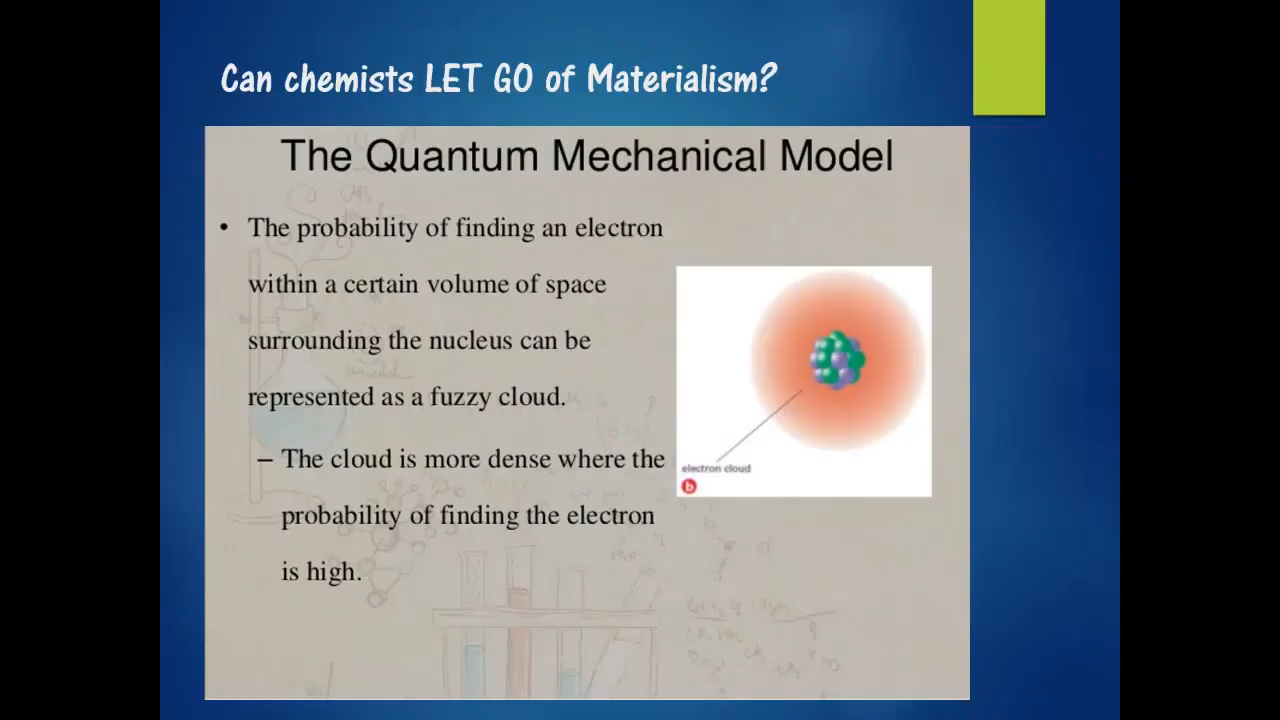 Can chemists LET GO of Materialism?
The Quantum Mechanical Model
• The probability of finding an electron
within a certain volume of space
surrounding the nucleus can be
represented as a fuzzy cloud.
– The cloud is more dense where the
probability of finding the electron
is high.
electron cloud
b